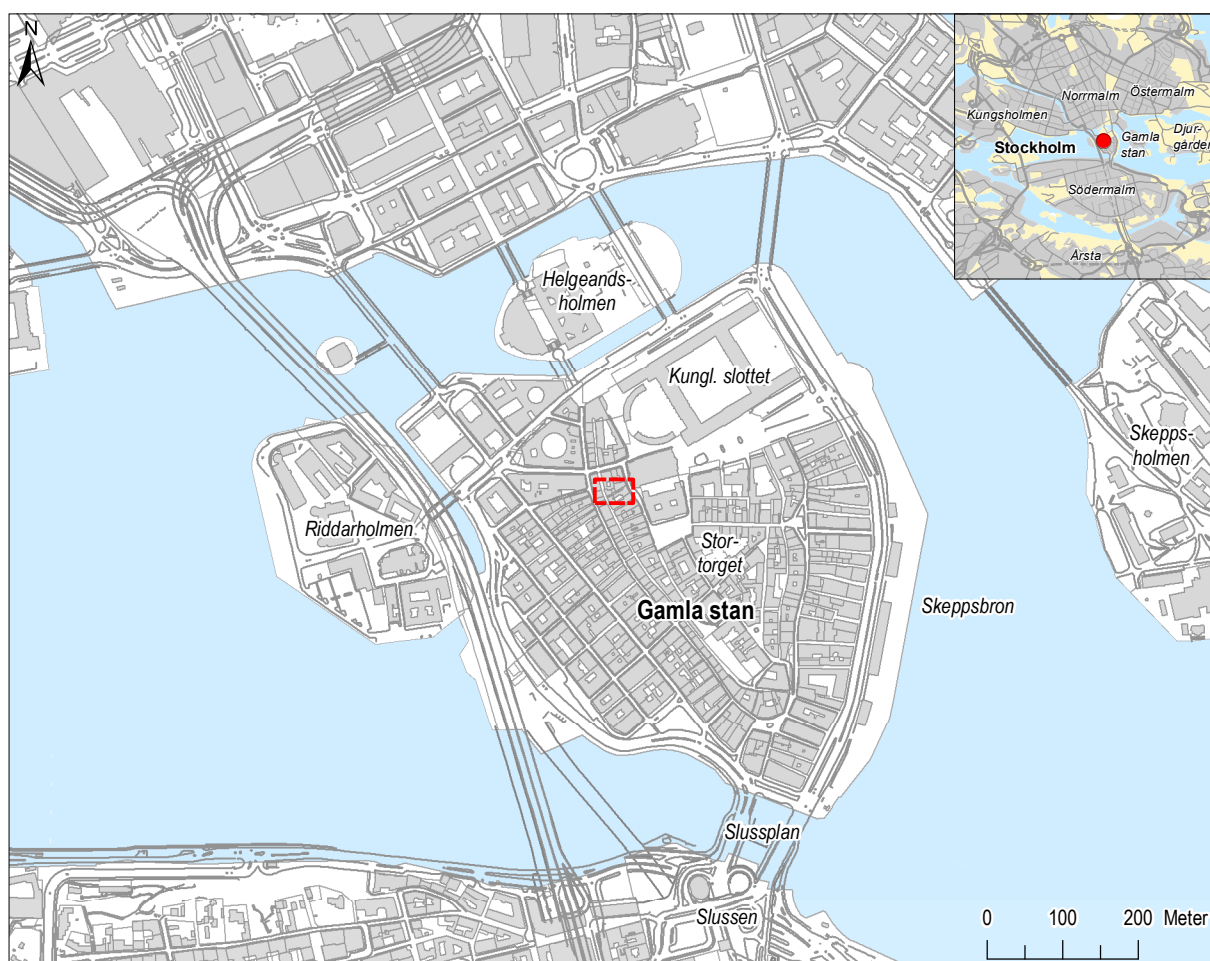 N
Norrmalm
Östermalm
Kungsholmen
Stockholm
Gamla
stan
Djur-
gården
Södermalm
Årsta
Helgeands-
holmen
Kungl. slottet
Skepps-
holmen
Riddarholmen
Stor-
torget
Gamla stan
Skeppsbron
Slussplan
Slussen
0 100 200 Meter